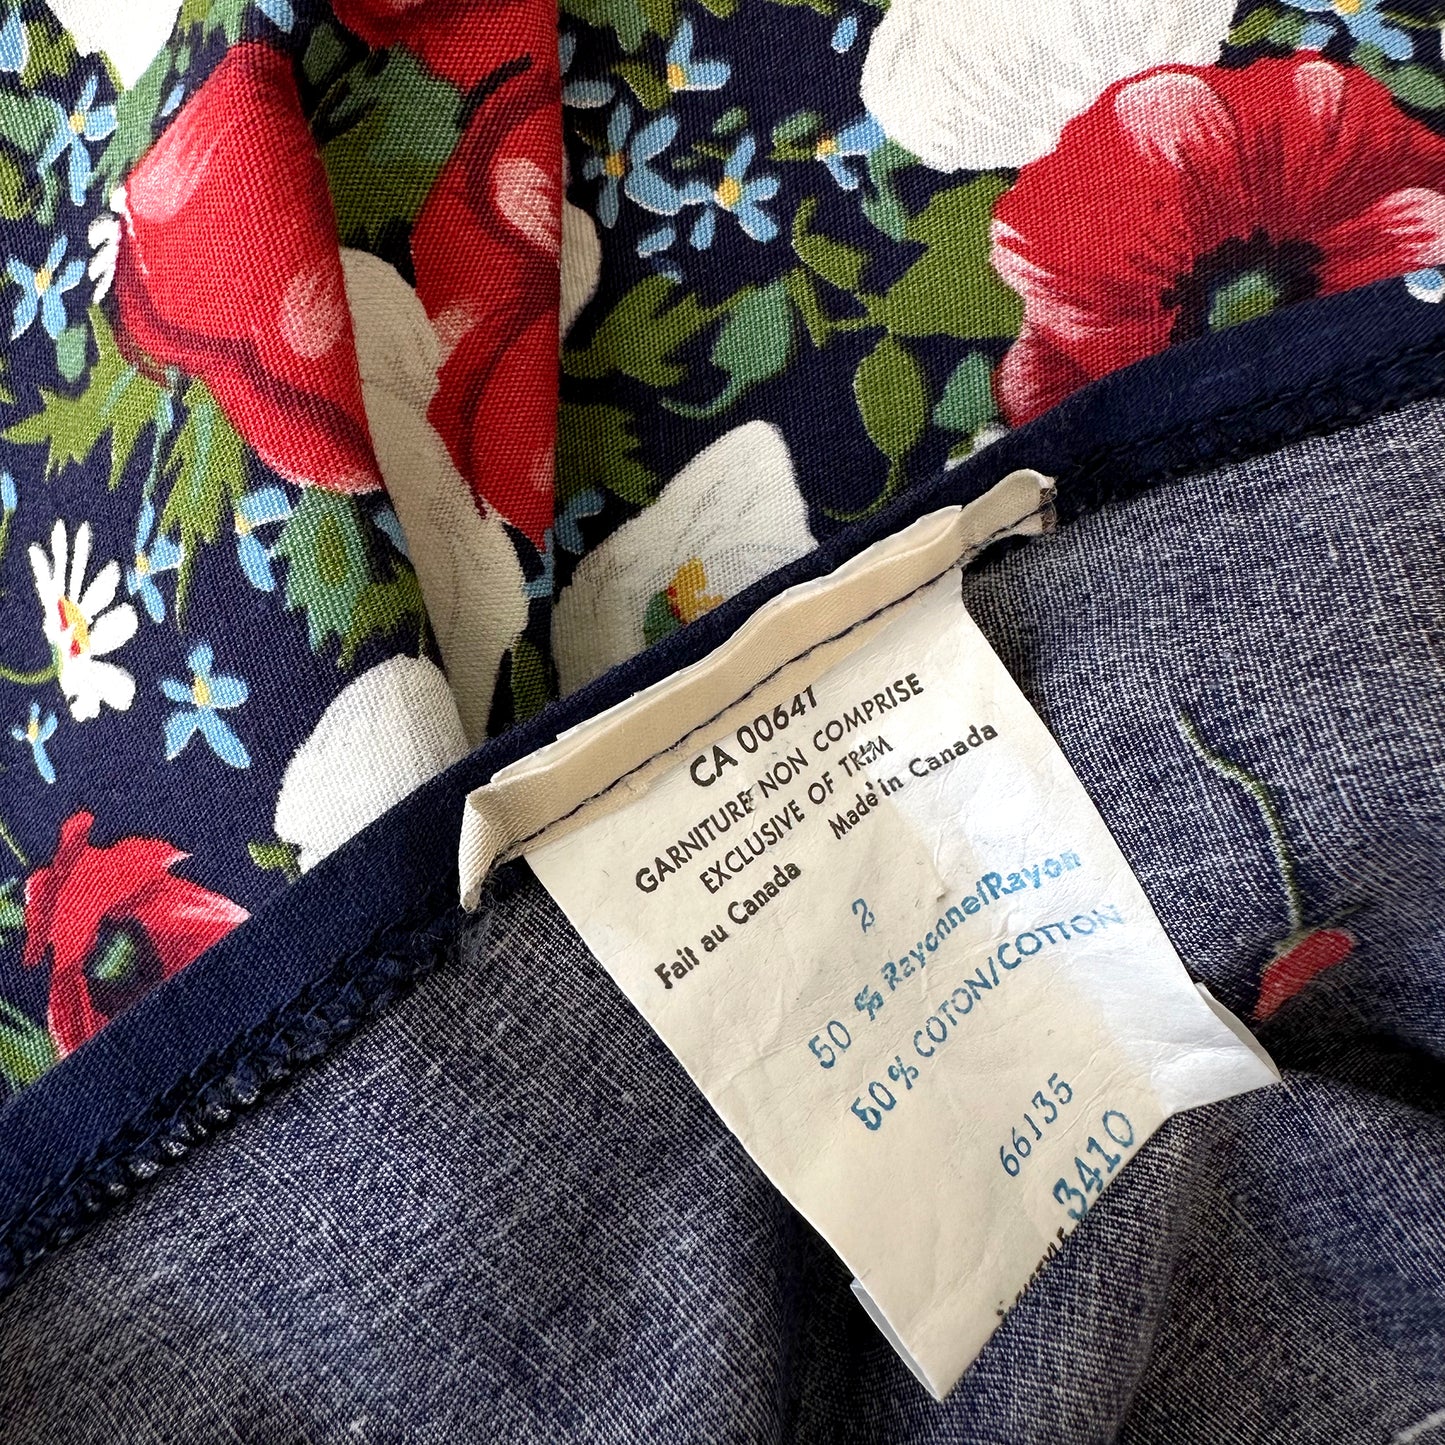 CA 00641
GARNITURE NON COMPRISE
EXCLUSIVE OF TRIM
Fait au Canada Made in Canada
2
50 % Rayonne/Rayon
50 % COTON/COTTON
66135
STYLE 3410